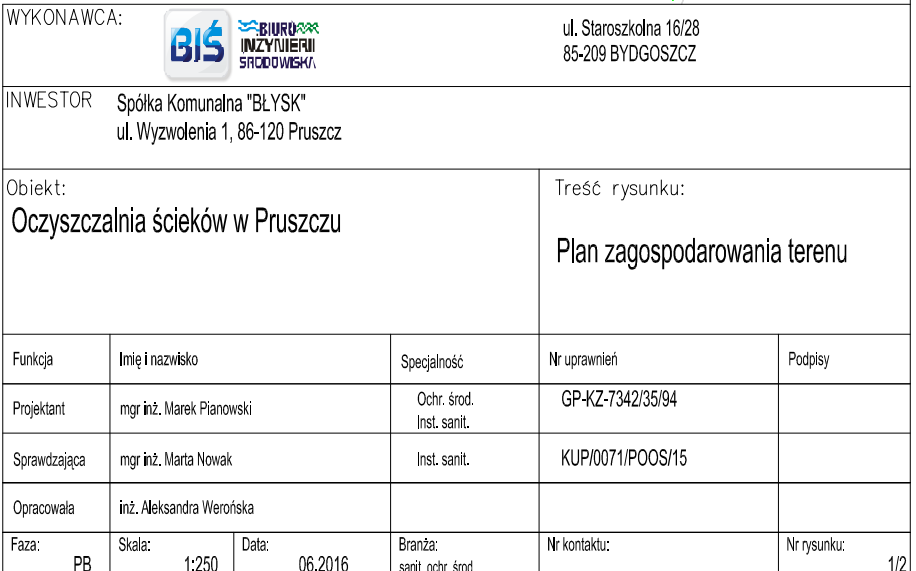 WYKONAWCA:
BIŚ
BIURO
INŻYNIERII
ŚRODOWISKA
ul. Staroszkolna 16/28
85-209 BYDGOSZCZ
INWESTOR
Spółka Komunalna "BŁYSK"
ul. Wyzwolenia 1, 86-120 Pruszcz
Obiekt:
Oczyszczalnia ścieków w Pruszczu
Treść rysunku:
Plan zagospodarowania terenu
Funkcja Imię i nazwisko Specjalność Nr uprawnień Podpisy
Projektant mgr inż. Marek Pianowski Ochr. środ. GP-KZ-7342/35/94
Inst. sanit.
Sprawdzająca mgr inż. Marta Nowak Inst. sanit. KUP/0071/POOS/15
Opracowała inż. Aleksandra Werońska
Faza: Skala: Data: Branża: Nr kontaktu: Nr rysunku:
PB 1:250 06.2016 sanit. ochr. środ. 1/2